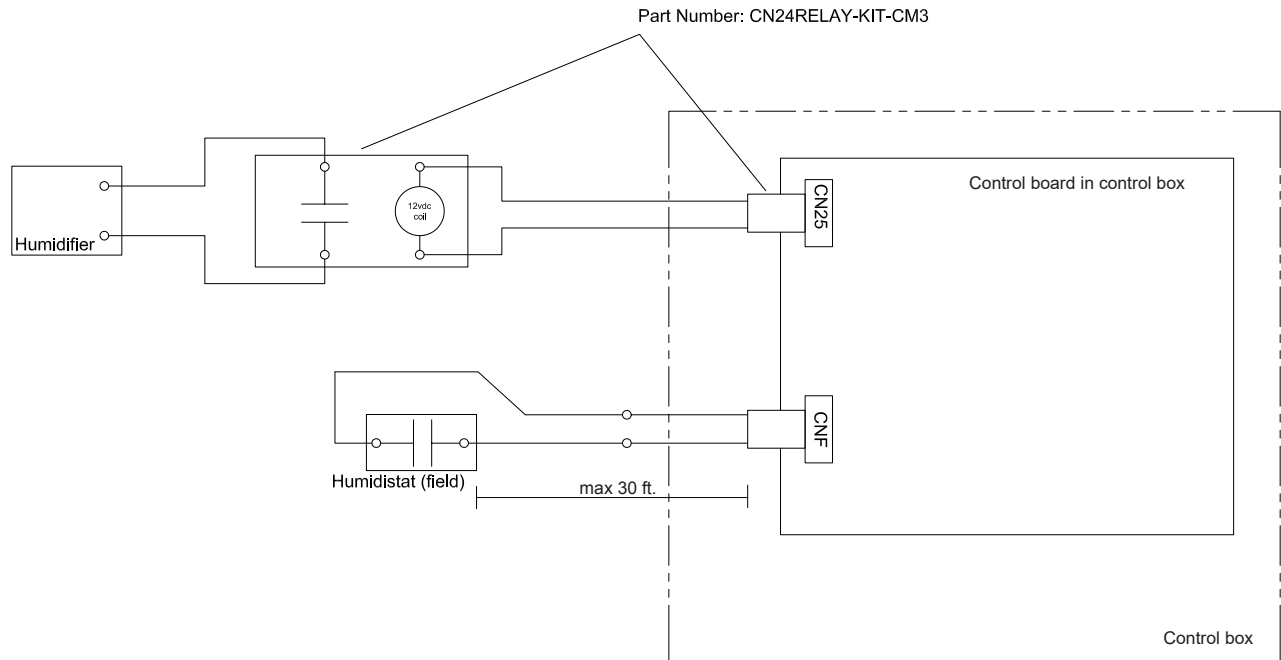 Part Number: CN24RELAY-KIT-CM3
Control board in control box
CN25
12vdc
coil
Humidifier
CNF
Humidistat (field)
max 30 ft.
Control box